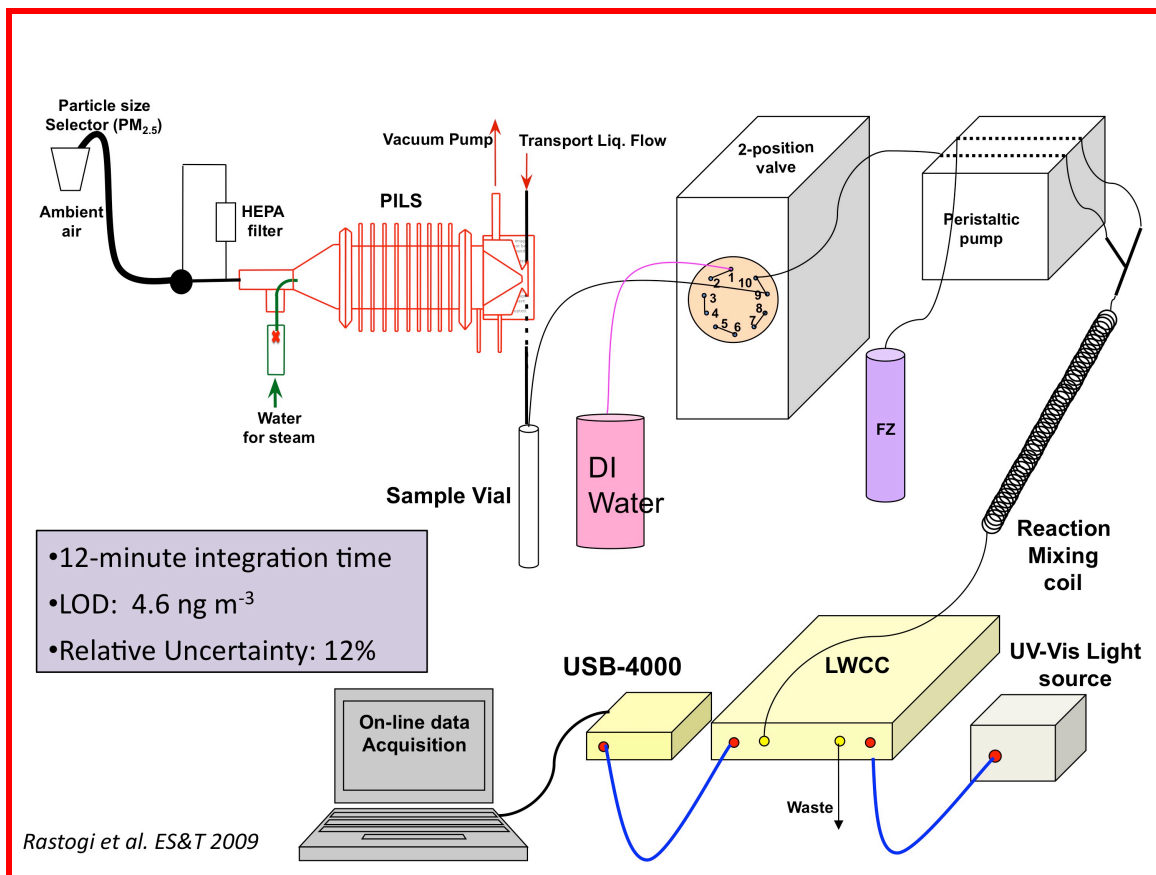 Particle size
Selector (PM2.5)
Ambient
air
HEPA
filter
Vacuum Pump
Transport Liq. Flow
PILS
Water
for steam
Sample Vial
DI
Water
2-position
valve
1
2
3
4
5
6
7
8
9
10
Peristaltic
pump
FZ
Reaction
Mixing
coil
•12-minute integration time
•LOD: 4.6 ng m-3
•Relative Uncertainty: 12%
USB-4000
LWCC
UV-Vis Light
source
On-line data
Acquisition
Waste
Rastogi et al. ES&T 2009